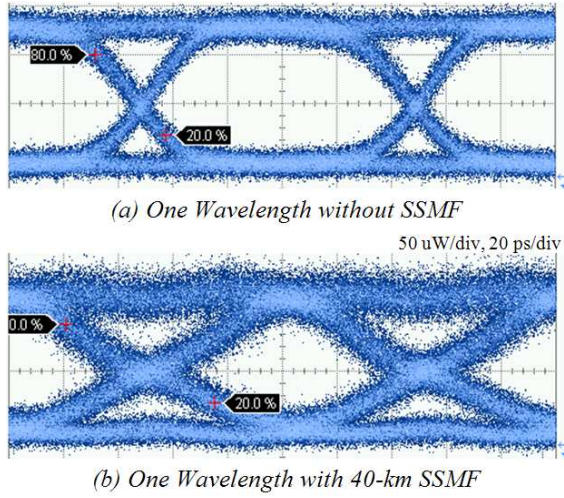 80.0 %
20.0 %
(a) One Wavelength without SSMF
50 uW/div, 20 ps/div
0.0 %
20.0 %
(b) One Wavelength with 40-km SSMF